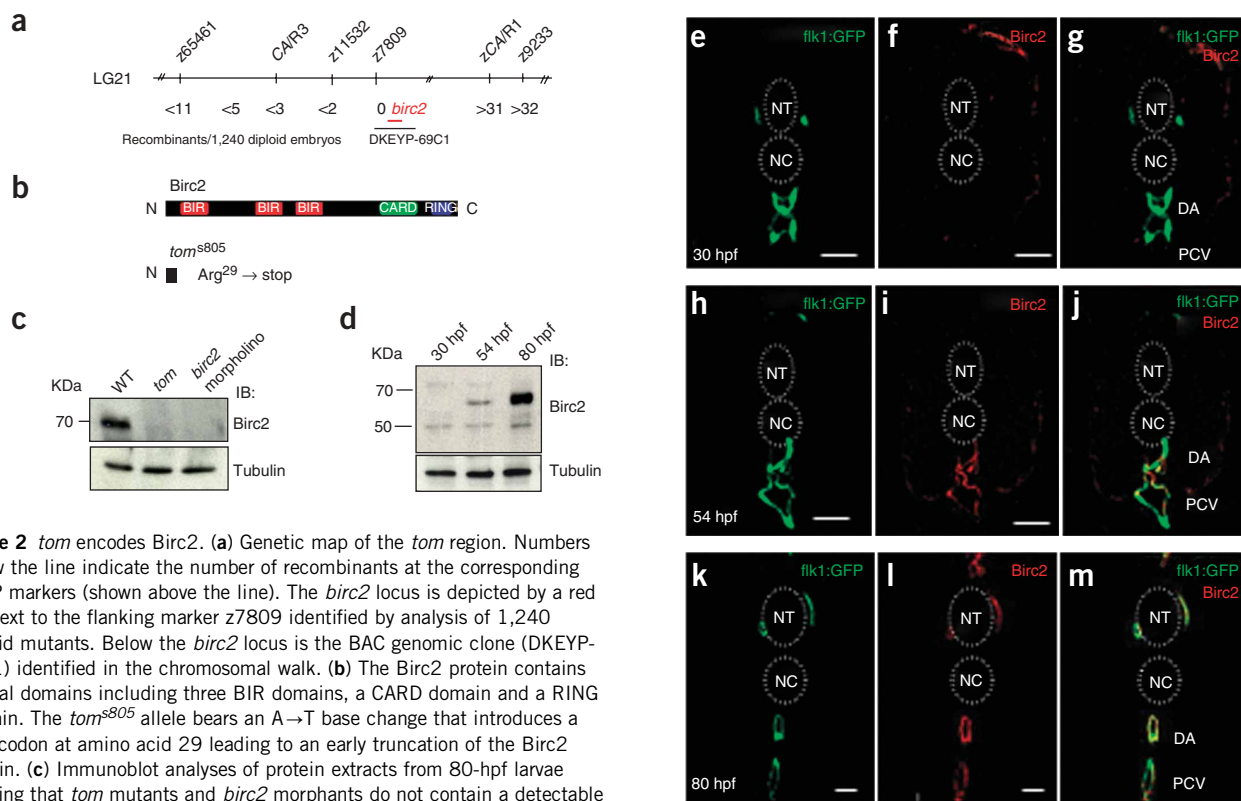 a
z65461 CA/R3 z11532 z7809 zCA/R1 z9233
LG21
<11 <5 <3 <2 0 birc2 >31 >32
Recombinants/1,240 diploid embryos DKEYP-69C1
b
Birc2
N BIR BIR BIR CARD RING C
tom^s805
N Arg^29 → stop
c
WT tom birc2 morpholino
KDa IB:
70 Birc2
Tubulin
d
30 hpf 54 hpf 80 hpf
KDa IB:
70
Birc2
50
Tubulin
e 2 tom encodes Birc2. (a) Genetic map of the tom region. Numbers
w the line indicate the number of recombinants at the corresponding
P markers (shown above the line). The birc2 locus is depicted by a red
ext to the flanking marker z7809 identified by analysis of 1,240
id mutants. Below the birc2 locus is the BAC genomic clone (DKEYP-
1) identified in the chromosomal walk. (b) The Birc2 protein contains
al domains including three BIR domains, a CARD domain and a RING
ain. The tom^s805 allele bears an A→T base change that introduces a
codon at amino acid 29 leading to an early truncation of the Birc2
in. (c) Immunoblot analyses of protein extracts from 80-hpf larvae
ing that tom mutants and birc2 morphants do not contain a detectable
e flk1:GFP
NT
NC
30 hpf
f Birc2
NT
NC
g flk1:GFP
Birc2
NT
NC
DA
PCV
h flk1:GFP
NT
NC
54 hpf
i Birc2
NT
NC
j flk1:GFP
Birc2
NT
NC
DA
PCV
k flk1:GFP
NT
NC
80 hpf
l Birc2
NT
NC
m flk1:GFP
Birc2
NT
NC
DA
PCV